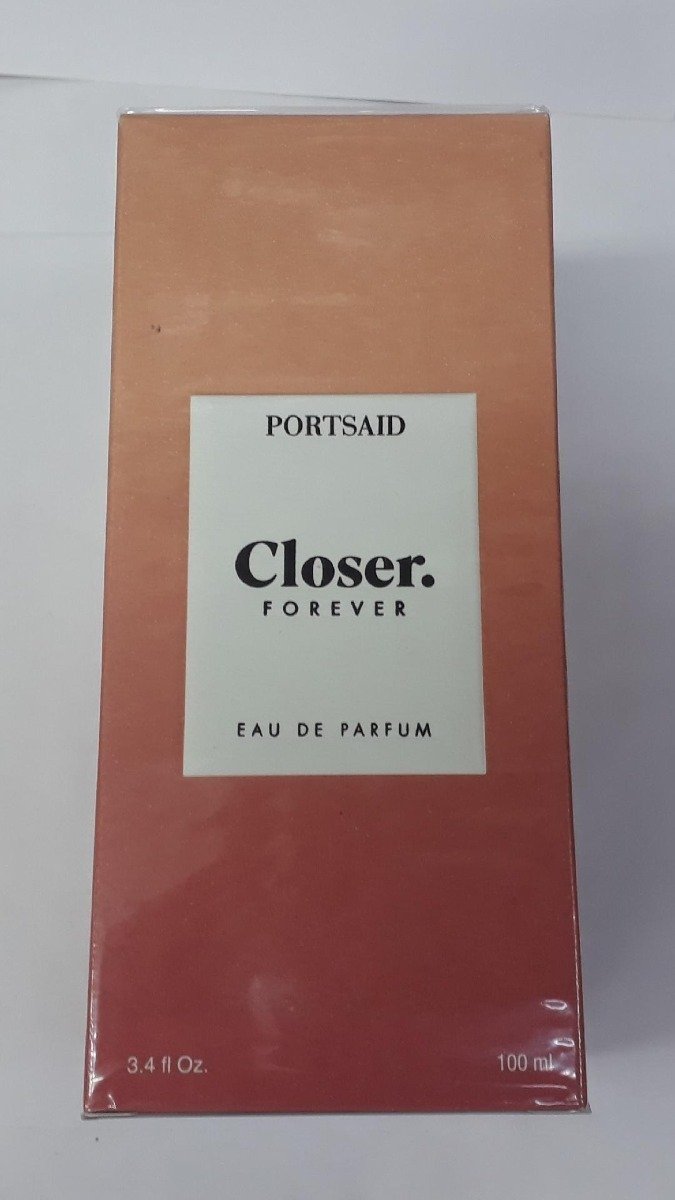 PORTSAID
Closer.
FOREVER
EAU DE PARFUM
3.4 fl Oz. 100 ml